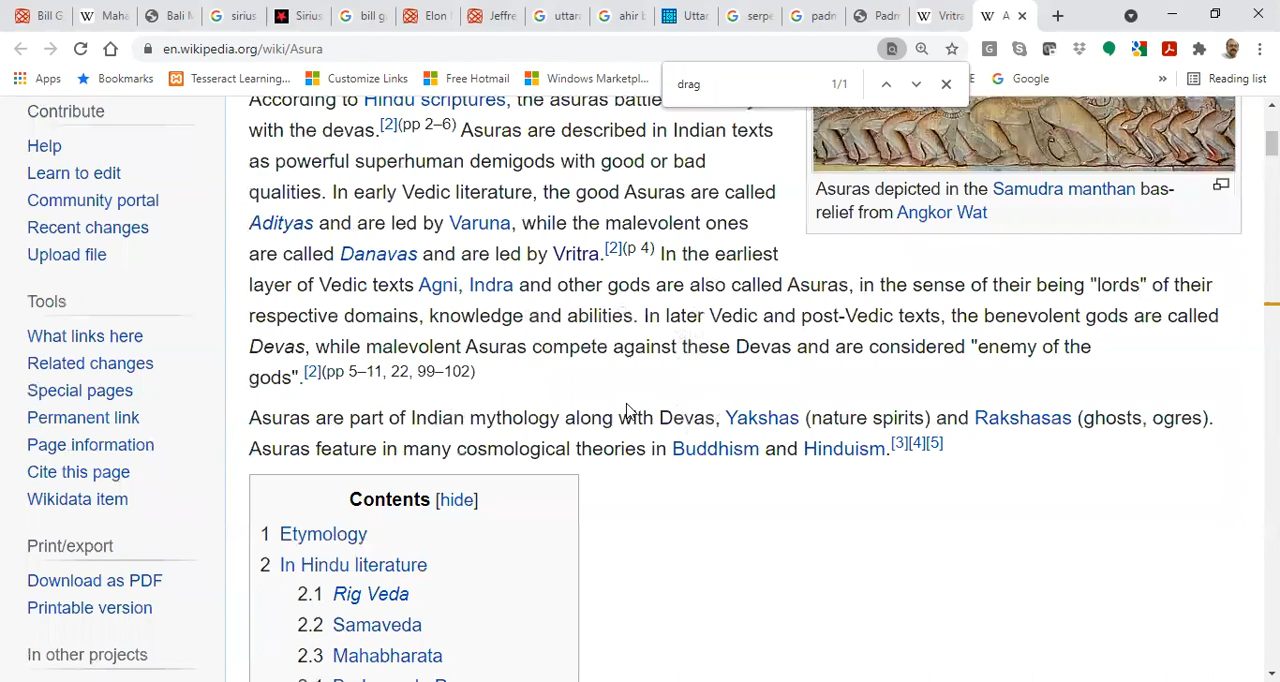 Bill G
Maha
Bali M
sirius
Sirius
bill g
Elon
Jeffre
uttara
ahir b
Uttar
serpe
padn
Padm
Vritra
A
en.wikipedia.org/wiki/Asura
Apps
Bookmarks
Tesseract Learning...
Customize Links
Free Hotmail
Windows Marketpl...
E
Google
»
Reading list
drag
1/1
Contribute
Help
Learn to edit
Community portal
Recent changes
Upload file
Tools
What links here
Related changes
Special pages
Permanent link
Page information
Cite this page
Wikidata item
Print/export
Download as PDF
Printable version
In other projects
According to Hindu scriptures, the asuras battle
with the devas.[2](pp 2–6) Asuras are described in Indian texts
as powerful superhuman demigods with good or bad
qualities. In early Vedic literature, the good Asuras are called
Adityas and are led by Varuna, while the malevolent ones
are called Danavas and are led by Vritra.[2](p 4) In the earliest
layer of Vedic texts Agni, Indra and other gods are also called Asuras, in the sense of their being "lords" of their
respective domains, knowledge and abilities. In later Vedic and post-Vedic texts, the benevolent gods are called
Devas, while malevolent Asuras compete against these Devas and are considered "enemy of the
gods".[2](pp 5–11, 22, 99–102)
Asuras are part of Indian mythology along with Devas, Yakshas (nature spirits) and Rakshasas (ghosts, ogres).
Asuras feature in many cosmological theories in Buddhism and Hinduism.[3][4][5]
Asuras depicted in the Samudra manthan bas-
relief from Angkor Wat
Contents [hide]
1 Etymology
2 In Hindu literature
2.1 Rig Veda
2.2 Samaveda
2.3 Mahabharata